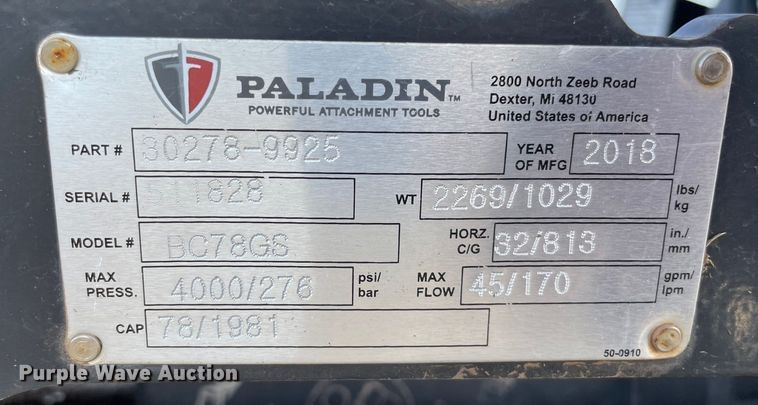 PALADIN™
POWERFUL ATTACHMENT TOOLS
2800 North Zeeb Road
Dexter, Mi 48130
United States of America
PART # 30278-9925
YEAR OF MFG 2018
SERIAL #
WT 2269/1029 lbs/kg
MODEL # BC78GS
HORZ. C/G 32/813 in./mm
MAX PRESS. 4000/276 psi/bar
MAX FLOW 45/170 gpm/lpm
CAP 78/1981
50-0910
Purple Wave Auction